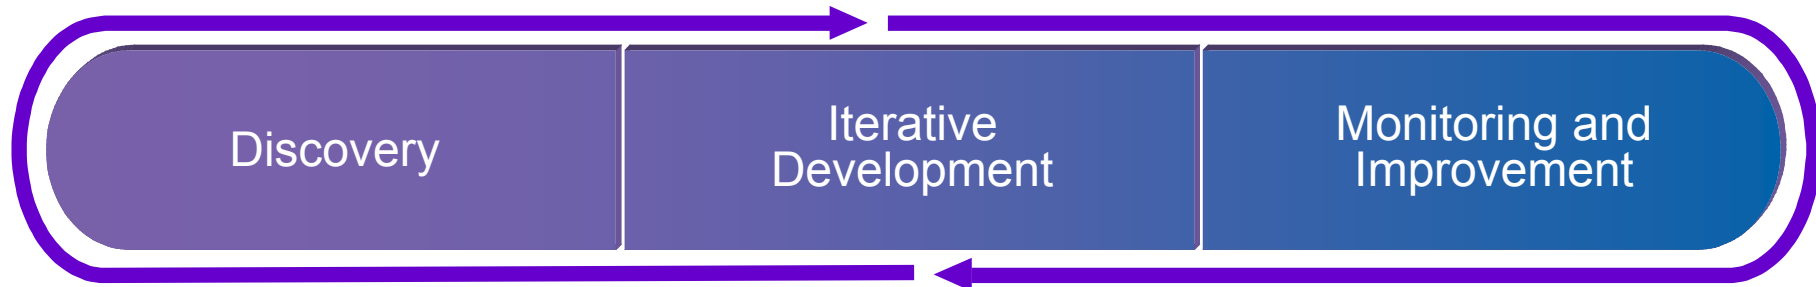 Discovery
Iterative
Development
Monitoring and
Improvement